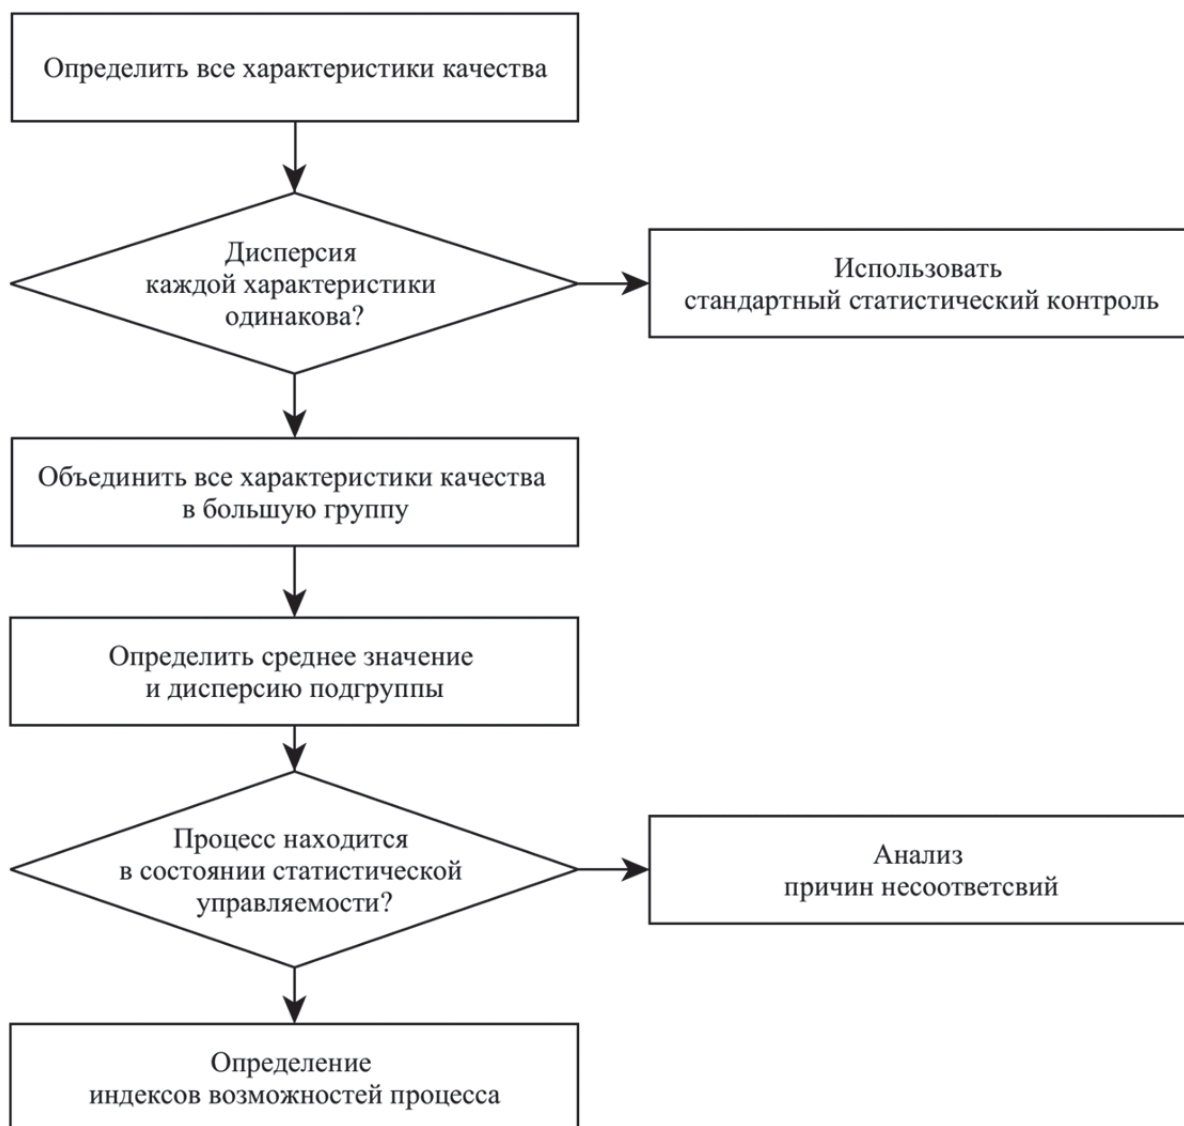 Определить все характеристики качества
Дисперсия
каждой характеристики
одинакова?
Использовать
стандартный статистический контроль
Объединить все характеристики качества
в большую группу
Определить среднее значение
и дисперсию подгруппы
Процесс находится
в состоянии статистической
управляемости?
Анализ
причин несоответсвий
Определение
индексов возможностей процесса